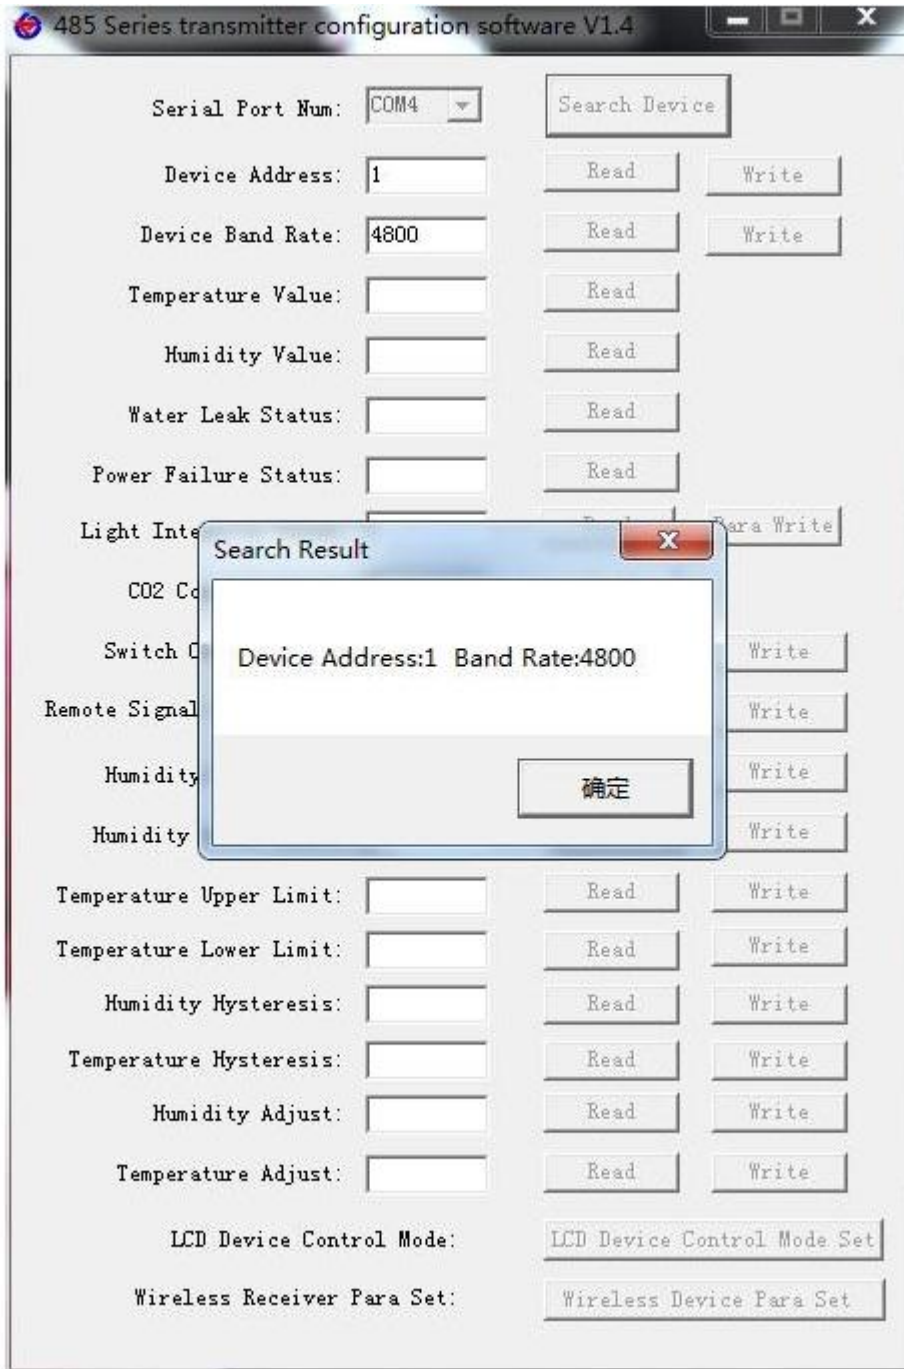 485 Series transmitter configuration software V1.4
Serial Port Num: COM4 Search Device
Device Address: 1 Read Write
Device Band Rate: 4800 Read Write
Temperature Value: Read
Humidity Value: Read
Water Leak Status: Read
Power Failure Status: Read
Light Para Write
Search Result
CO2
Device Address:1 Band Rate:4800
Switch Write
Remote Signal Write
Humidity Write
确定
Humidity Write
Temperature Upper Limit: Read Write
Temperature Lower Limit: Read Write
Humidity Hysteresis: Read Write
Temperature Hysteresis: Read Write
Humidity Adjust: Read Write
Temperature Adjust: Read Write
LCD Device Control Mode: LCD Device Control Mode Set
Wireless Receiver Para Set: Wireless Device Para Set